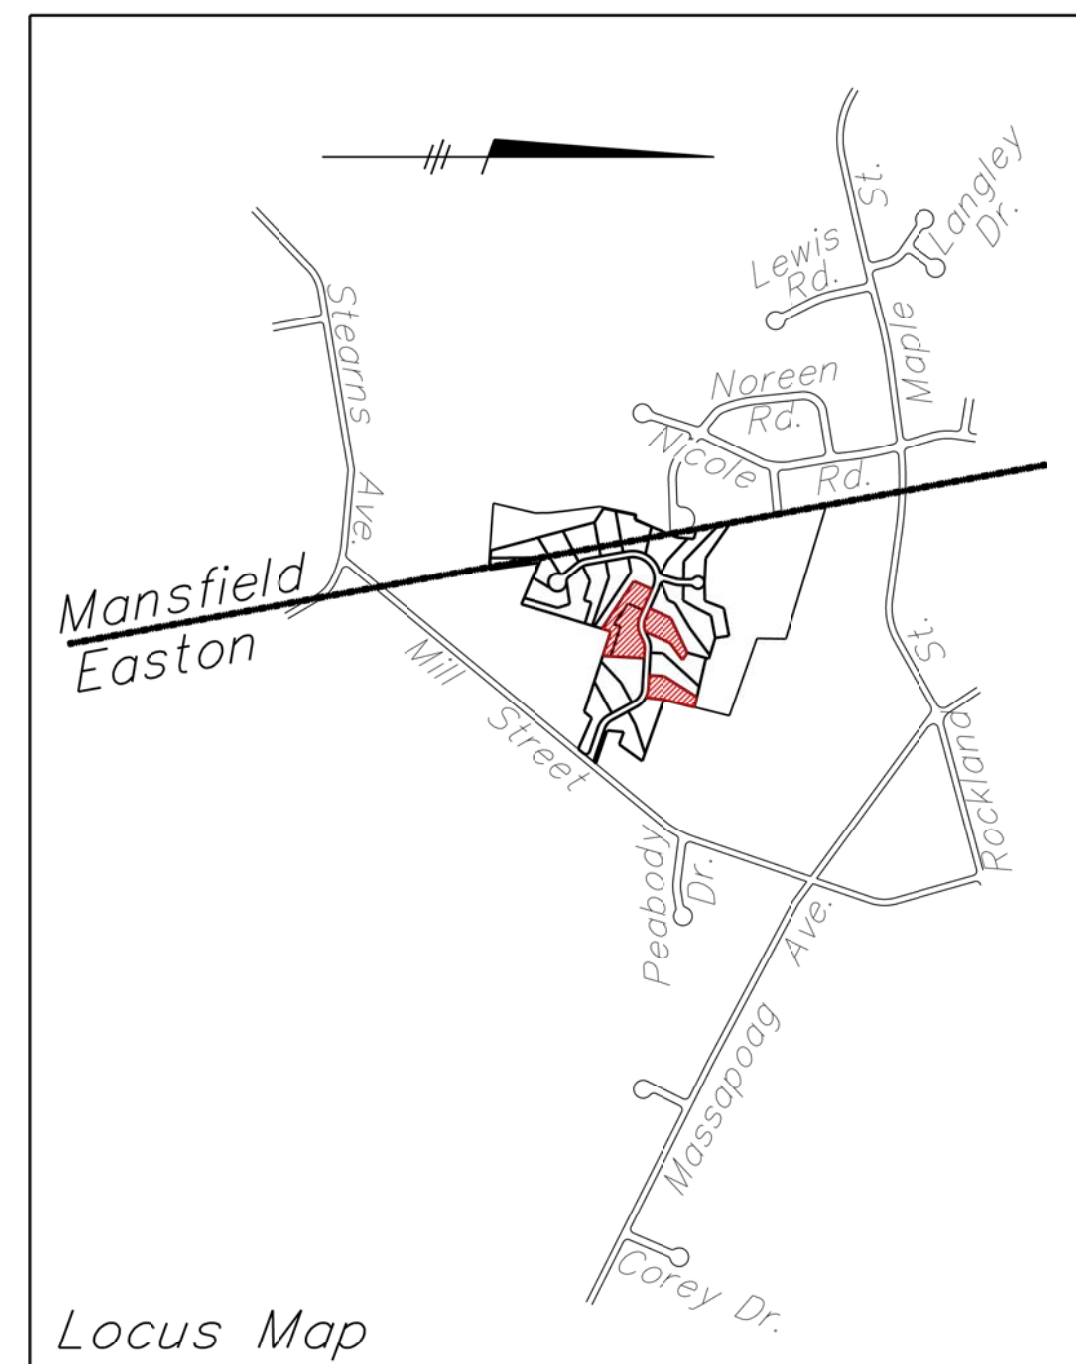 St.
Langley
Dr.
Lewis
Rd.
Stearns
Ave.
Maple
Noreen
Rd.
Nicole
Rd.
Mansfield
Easton
Mill
Street
St.
Rockland
Peabody
Dr.
Ave.
Massapoag
Corey Dr.
Locus Map